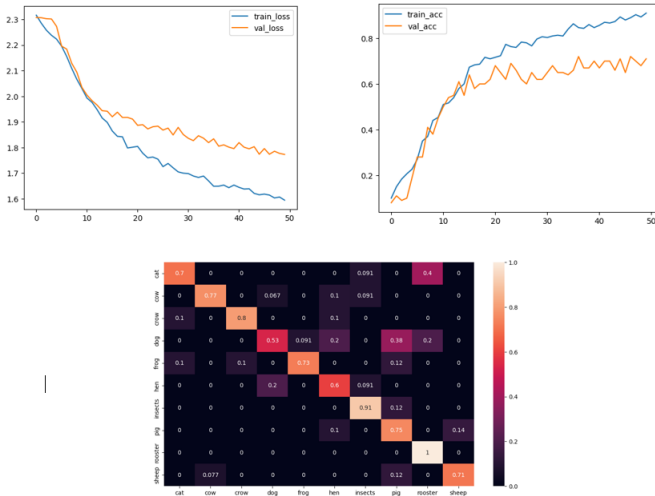 train_loss
val_loss
2.3
2.2
2.1
2.0
1.9
1.8
1.7
1.6
0 10 20 30 40 50
train_acc
val_acc
0.8
0.6
0.4
0.2
0 10 20 30 40 50
cat 0.7 0 0 0 0 0 0.091 0 0.4 0
cow 0 0.77 0 0.067 0 0.1 0.091 0 0 0
crow 0.1 0 0.8 0 0 0.1 0 0 0 0
dog 0 0 0 0.53 0.091 0.2 0 0.38 0.2 0
frog 0.1 0 0.1 0 0.73 0 0 0.12 0 0
hen 0 0 0 0.2 0 0.6 0.091 0 0 0
insects 0 0 0 0 0 0 0.91 0.12 0 0
pig 0 0 0 0 0 0.1 0 0.75 0 0.14
rooster 0 0 0 0 0 0 0 0 1 0
sheep 0 0.077 0 0 0 0 0 0.12 0 0.71
cat cow crow dog frog hen insects pig rooster sheep
1.0
0.8
0.6
0.4
0.2
0.0